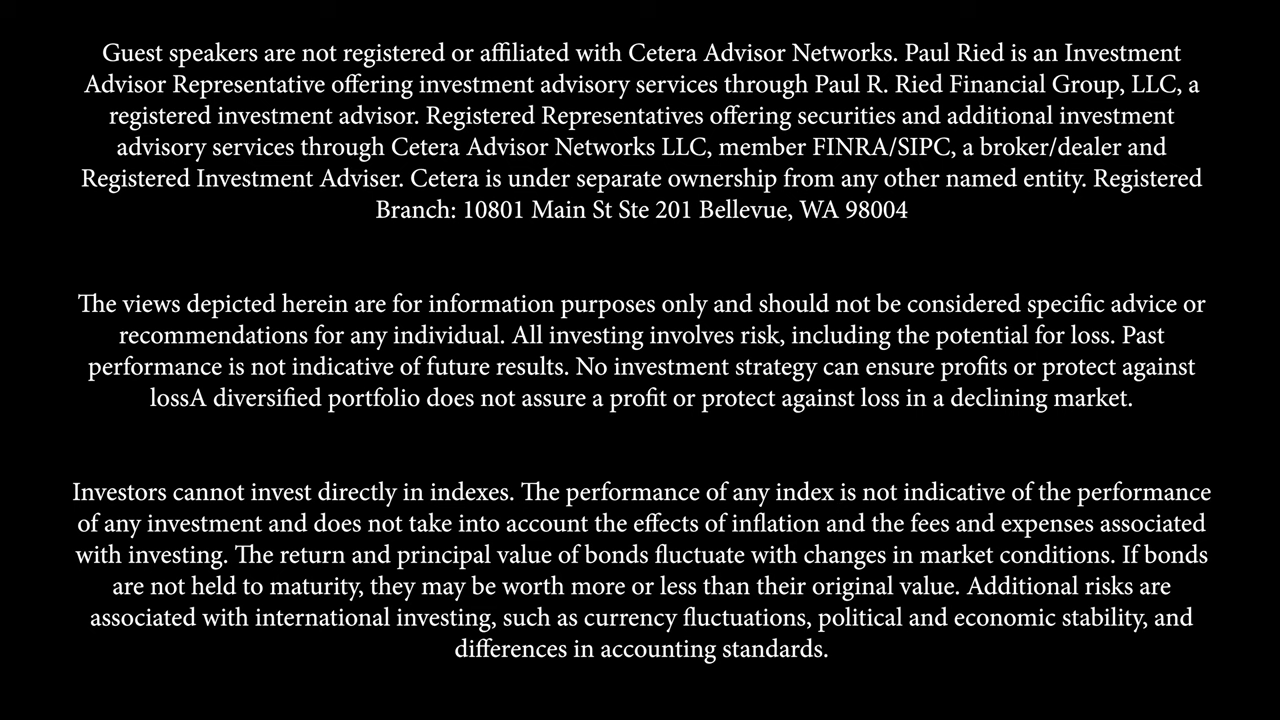 Guest speakers are not registered or affiliated with Cetera Advisor Networks. Paul Ried is an Investment
Advisor Representative offering investment advisory services through Paul R. Ried Financial Group, LLC, a
registered investment advisor. Registered Representatives offering securities and additional investment
advisory services through Cetera Advisor Networks LLC, member FINRA/SIPC, a broker/dealer and
Registered Investment Adviser. Cetera is under separate ownership from any other named entity. Registered
Branch: 10801 Main St Ste 201 Bellevue, WA 98004
The views depicted herein are for information purposes only and should not be considered specific advice or
recommendations for any individual. All investing involves risk, including the potential for loss. Past
performance is not indicative of future results. No investment strategy can ensure profits or protect against
lossA diversified portfolio does not assure a profit or protect against loss in a declining market.
Investors cannot invest directly in indexes. The performance of any index is not indicative of the performance
of any investment and does not take into account the effects of inflation and the fees and expenses associated
with investing. The return and principal value of bonds fluctuate with changes in market conditions. If bonds
are not held to maturity, they may be worth more or less than their original value. Additional risks are
associated with international investing, such as currency fluctuations, political and economic stability, and
differences in accounting standards.